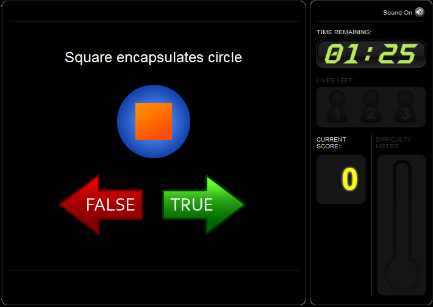 Sound On
TIME REMAINING:
Square encapsulates circle
01:25
LIVES LEFT:
1 2 3
CURRENT
SCORE:
DIFFICULTY
METER
0
FALSE
TRUE